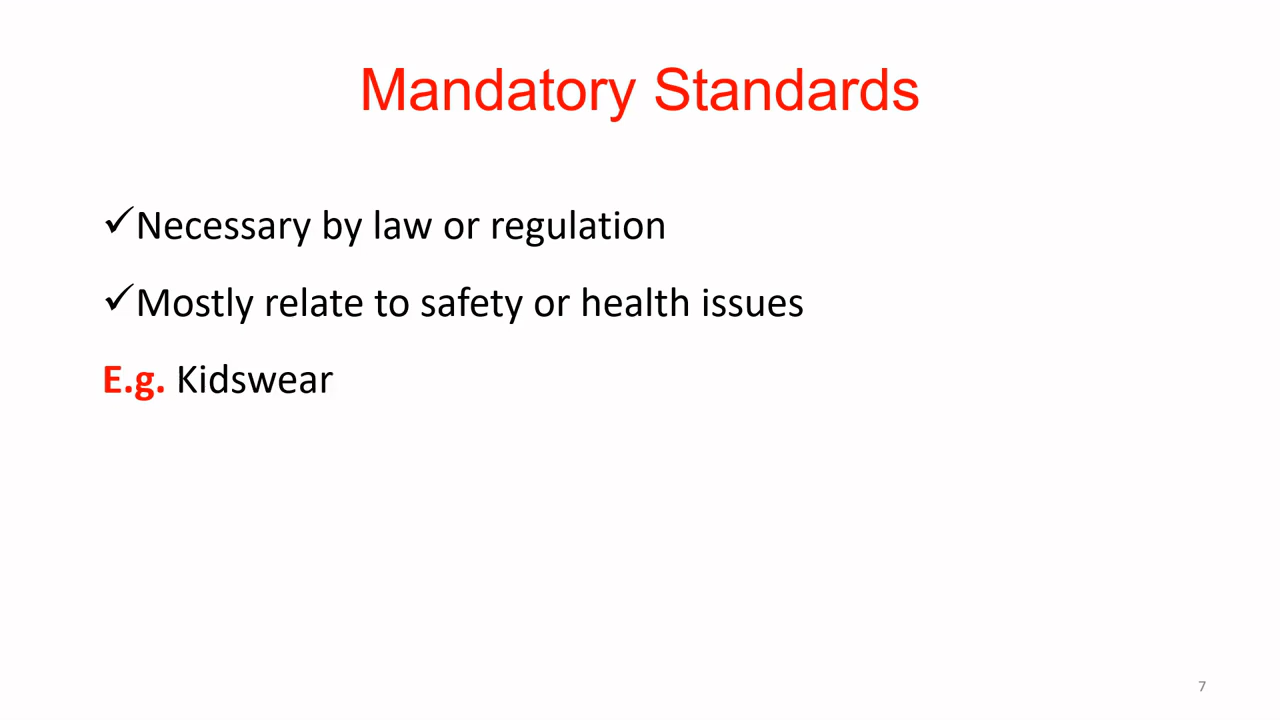 Mandatory Standards
✓Necessary by law or regulation
✓Mostly relate to safety or health issues
E.g. Kidswear
7